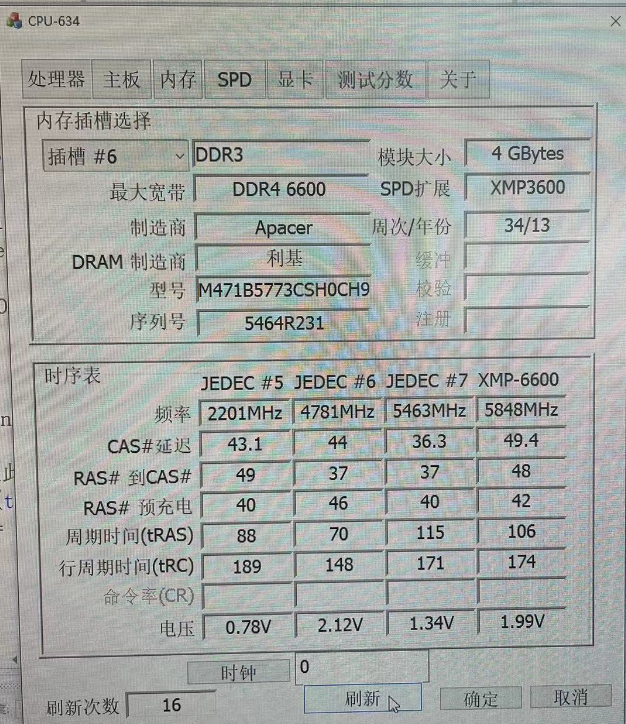 CPU-634
处理器 主板 内存 SPD 显卡 测试分数 关于
内存插槽选择
插槽 #6 DDR3 模块大小 4 GBytes
最大宽带 DDR4 6600 SPD扩展 XMP3600
制造商 Apacer 周次/年份 34/13
DRAM 制造商 利基 缓冲
型号 M471B5773CSH0CH9 校验
序列号 5464R231 注册
时序表
JEDEC #5 JEDEC #6 JEDEC #7 XMP-6600
频率 2201MHz 4781MHz 5463MHz 5848MHz
CAS#延迟 43.1 44 36.3 49.4
RAS# 到CAS# 49 37 37 48
RAS# 预充电 40 46 40 42
周期时间(tRAS) 88 70 115 106
行周期时间(tRC) 189 148 171 174
命令率(CR)
电压 0.78V 2.12V 1.34V 1.99V
时钟 0
刷新次数 16 刷新 确定 取消